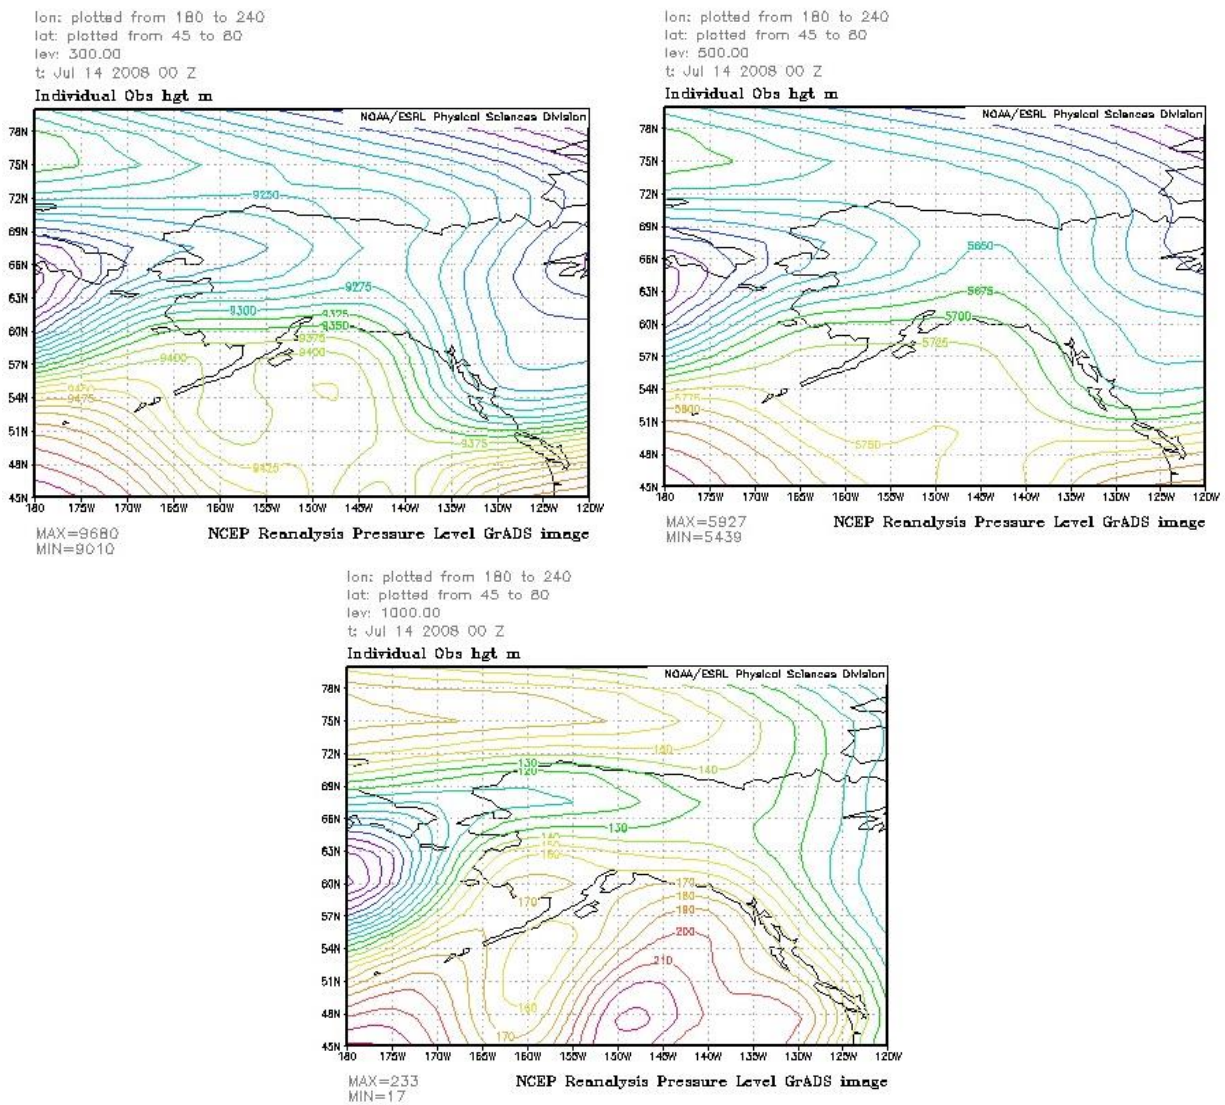 lon: plotted from 180 to 240
lat: plotted from 45 to 80
lev: 300.00
t: Jul 14 2008 00 Z
Individual Obs hgt m
NOAA/ESRL Physical Sciences Division
78N
75N
72N
69N
66N
63N
60N
57N
54N
51N
48N
45N
9250
9275
9300
9325
9350
9375
9400
9400
9450
9475
9375
9425
180 175W 170W 165W 160W 155W 150W 145W 140W 135W 130W 125W 120W
MAX=9680
MIN=9010
NCEP Reanalysis Pressure Level GrADS image
lon: plotted from 180 to 240
lat: plotted from 45 to 80
lev: 500.00
t: Jul 14 2008 00 Z
Individual Obs hgt m
NOAA/ESRL Physical Sciences Division
78N
75N
72N
69N
66N
63N
60N
57N
54N
51N
48N
45N
5650
5675
5700
5725
5775
5800
5750
180 175W 170W 165W 160W 155W 150W 145W 140W 135W 130W 125W 120W
MAX=5927
MIN=5439
NCEP Reanalysis Pressure Level GrADS image
lon: plotted from 180 to 240
lat: plotted from 45 to 80
lev: 1000.00
t: Jul 14 2008 00 Z
Individual Obs hgt m
NOAA/ESRL Physical Sciences Division
78N
75N
72N
69N
66N
63N
60N
57N
54N
51N
48N
45N
130
120
140
130
140
150
160
170
170
180
190
200
210
160
170
180 175W 170W 165W 160W 155W 150W 145W 140W 135W 130W 125W 120W
MAX=233
MIN=17
NCEP Reanalysis Pressure Level GrADS image